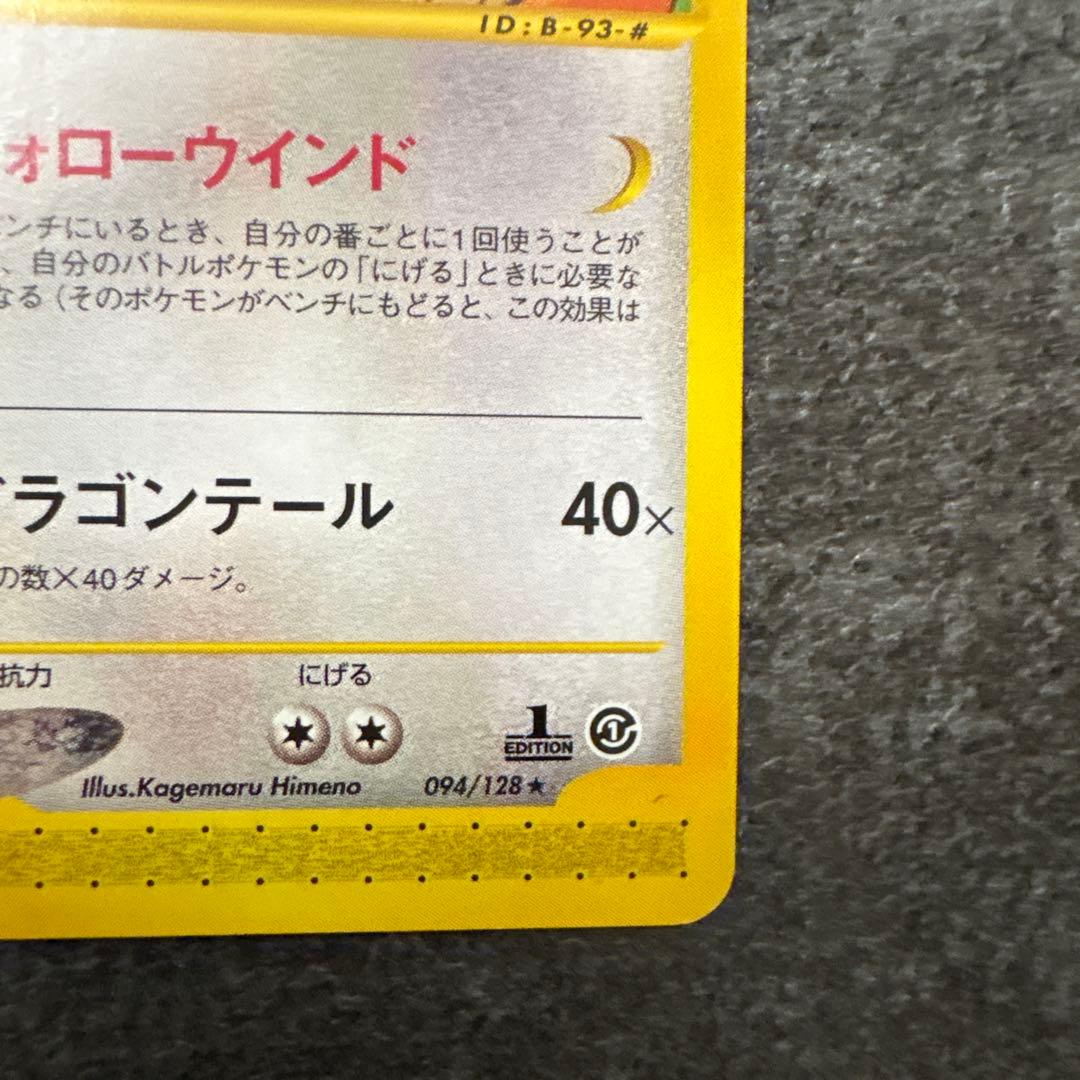 ID:B-93-#
ォローウインド
ンチにいるとき、自分の番ごとに1回使うことが
、自分のバトルポケモンの「にげる」ときに必要な
なる(そのポケモンがベンチにもどると、この効果は
ドラゴンテール 40×
の数×40ダメージ。
抗力 にげる
1
EDITION
1
Illus.Kagemaru Himeno 094/128★